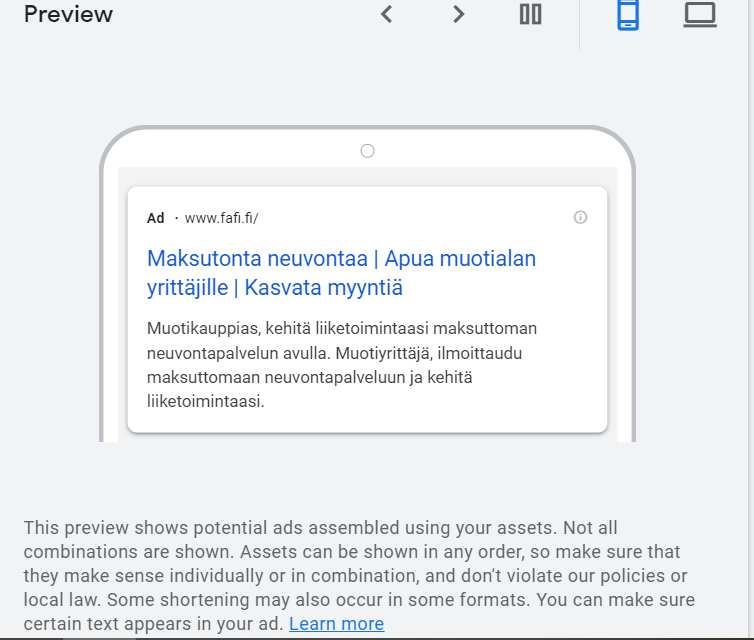 Preview
Ad · www.fafi.fi/
Maksutonta neuvontaa | Apua muotialan
yrittäjille | Kasvata myyntiä
Muotikauppias, kehitä liiketoimintaasi maksuttoman
neuvontapalvelun avulla. Muotiyrittäjä, ilmoittaudu
maksuttomaan neuvontapalveluun ja kehitä
liiketoimintaasi.
This preview shows potential ads assembled using your assets. Not all
combinations are shown. Assets can be shown in any order, so make sure that
they make sense individually or in combination, and don't violate our policies or
local law. Some shortening may also occur in some formats. You can make sure
certain text appears in your ad. Learn more